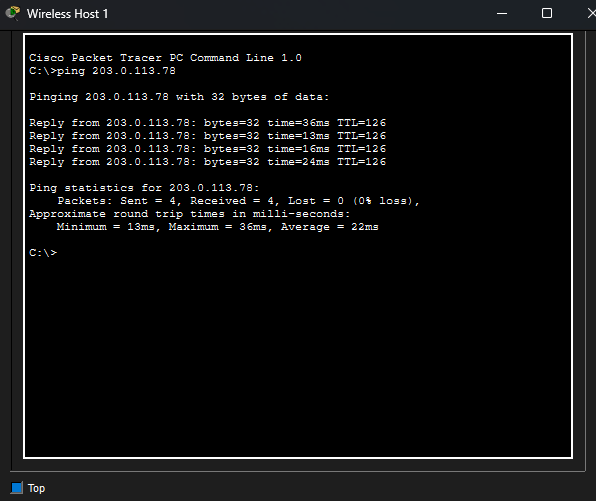 Wireless Host 1
Cisco Packet Tracer PC Command Line 1.0
C:\>ping 203.0.113.78
Pinging 203.0.113.78 with 32 bytes of data:
Reply from 203.0.113.78: bytes=32 time=36ms TTL=126
Reply from 203.0.113.78: bytes=32 time=13ms TTL=126
Reply from 203.0.113.78: bytes=32 time=16ms TTL=126
Reply from 203.0.113.78: bytes=32 time=24ms TTL=126
Ping statistics for 203.0.113.78:
    Packets: Sent = 4, Received = 4, Lost = 0 (0% loss),
Approximate round trip times in milli-seconds:
    Minimum = 13ms, Maximum = 36ms, Average = 22ms
C:\>
Top